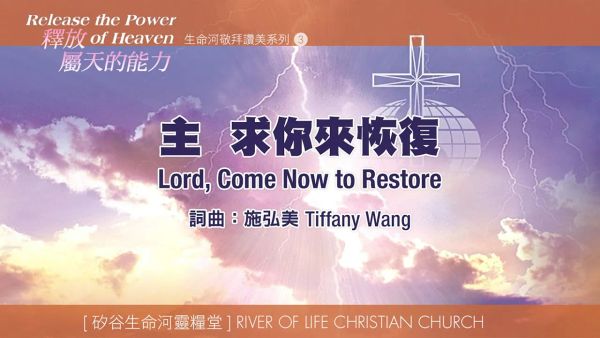 Release the Power
釋放 of Heaven 生命河敬拜讚美系列 3
屬天的能力
主 求你來恢復
Lord, Come Now to Restore
詞曲：施弘美 Tiffany Wang
[ 矽谷生命河靈糧堂 ] RIVER OF LIFE CHRISTIAN CHURCH